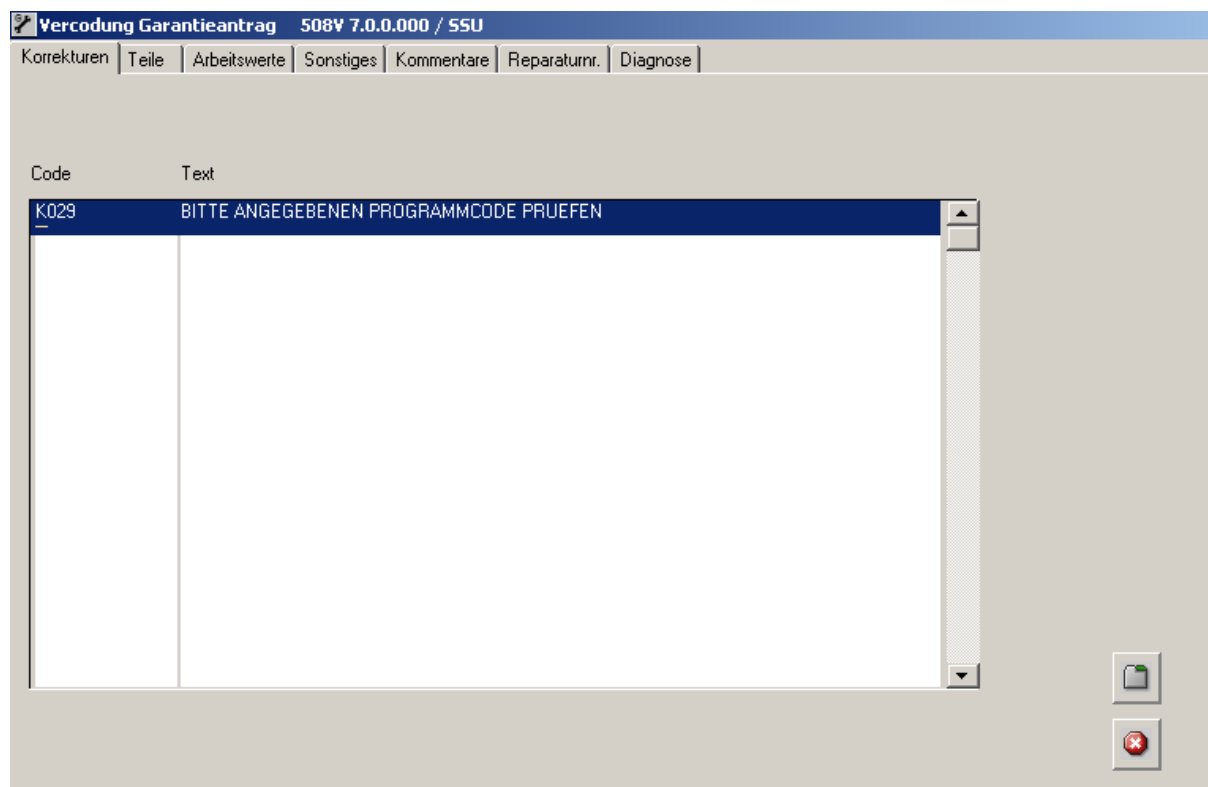 Vercodung Garantieantrag 508V 7.0.0.000 / SSU
Korrekturen Teile Arbeitswerte Sonstiges Kommentare Reparaturnr. Diagnose
Code Text
K029 BITTE ANGEGEBENEN PROGRAMMCODE PRUEFEN